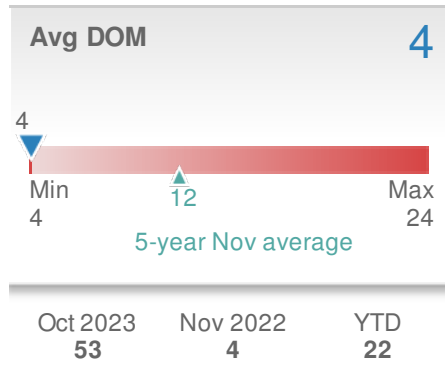 Avg DOM 4
4
Min Max
4 12 24
5-year Nov average
Oct 2023 Nov 2022 YTD
53 4 22